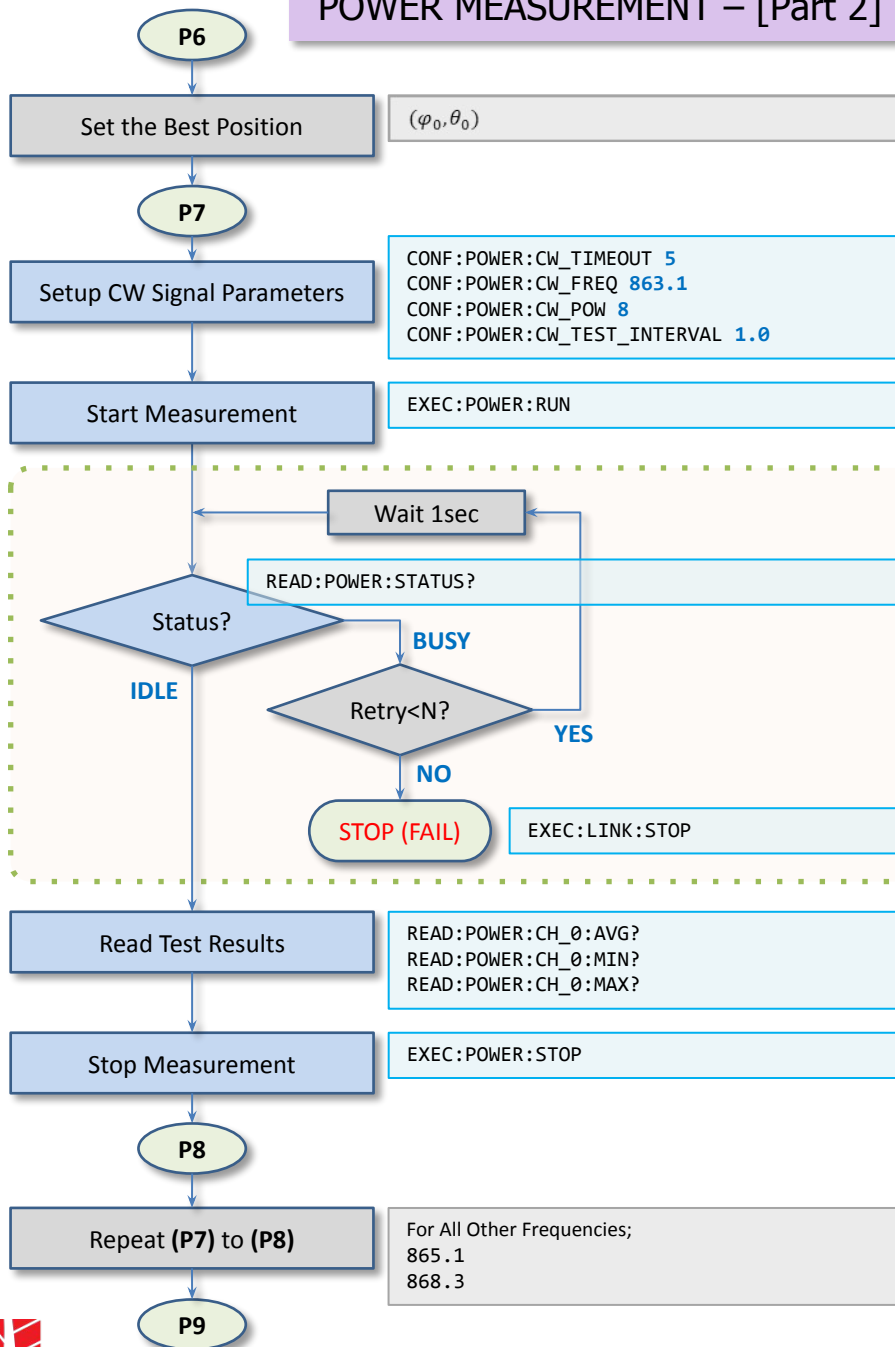 POWER MEASUREMENT – [Part 2]
P6
Set the Best Position
(φ₀,θ₀)
P7
Setup CW Signal Parameters
CONF:POWER:CW_TIMEOUT 5
CONF:POWER:CW_FREQ 863.1
CONF:POWER:CW_POW 8
CONF:POWER:CW_TEST_INTERVAL 1.0
Start Measurement
EXEC:POWER:RUN
Wait 1sec
READ:POWER:STATUS?
Status?
BUSY
IDLE
Retry<N?
YES
NO
STOP (FAIL)
EXEC:LINK:STOP
Read Test Results
READ:POWER:CH_0:AVG?
READ:POWER:CH_0:MIN?
READ:POWER:CH_0:MAX?
Stop Measurement
EXEC:POWER:STOP
P8
Repeat (P7) to (P8)
For All Other Frequencies;
865.1
868.3
P9